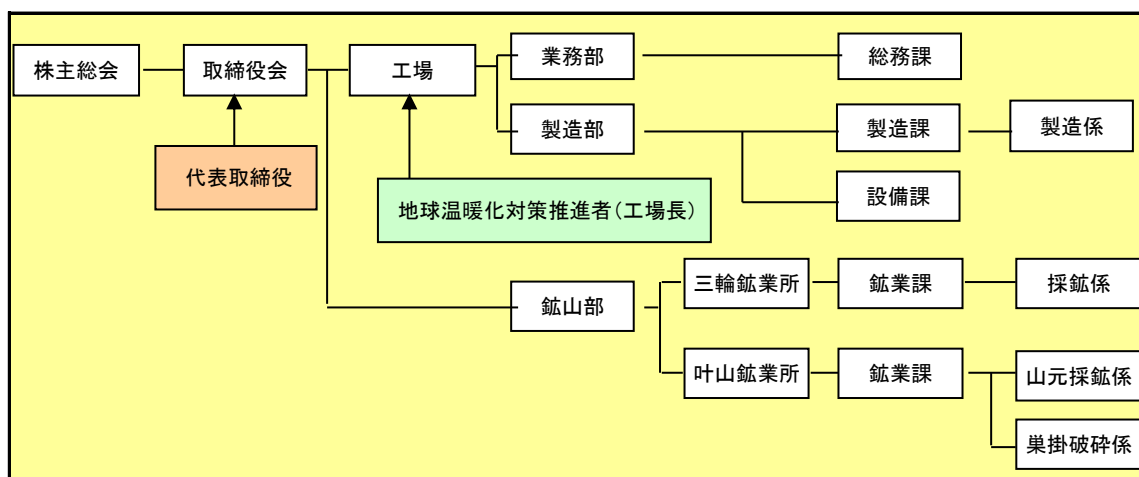 株主総会
取締役会
工場
業務部
総務課
製造部
製造課
製造係
代表取締役
地球温暖化対策推進者(工場長)
設備課
鉱山部
三輪鉱業所
鉱業課
採鉱係
叶山鉱業所
鉱業課
山元採鉱係
巣掛破砕係